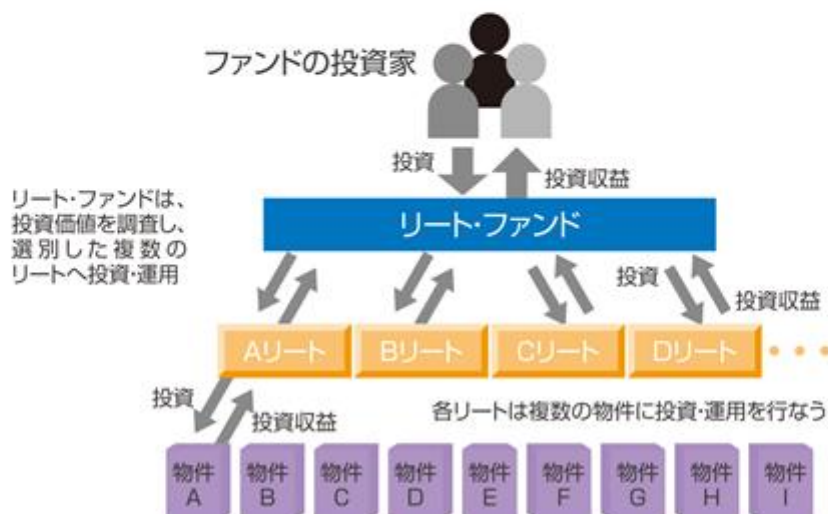 ファンドの投資家
投資
投資収益
リート・ファンドは、
投資価値を調査し、
選別した複数の
リートへ投資・運用
リート・ファンド
投資
投資収益
Aリート
Bリート
Cリート
Dリート
投資
投資収益
各リートは複数の物件に投資・運用を行なう
物件
A
物件
B
物件
C
物件
D
物件
E
物件
F
物件
G
物件
H
物件
I